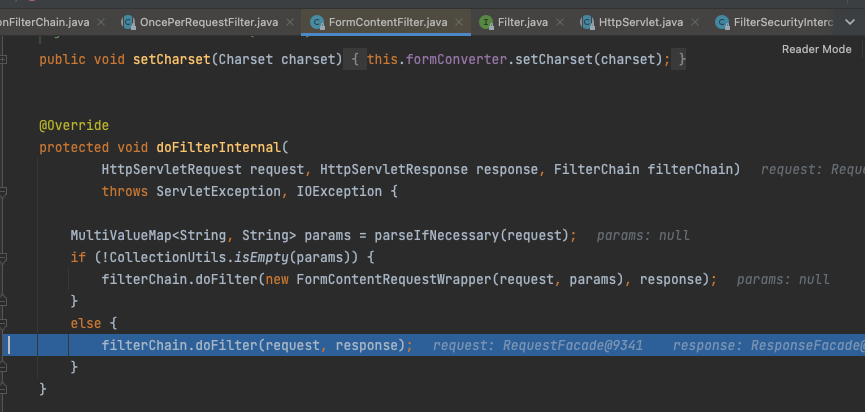 onFilterChain.java × OncePerRequestFilter.java × FormContentFilter.java × Filter.java × HttpServlet.java × FilterSecurityInterc
Reader Mode
public void setCharset(Charset charset) { this.formConverter.setCharset(charset); }
@Override
protected void doFilterInternal(
HttpServletRequest request, HttpServletResponse response, FilterChain filterChain) request: Reque
throws ServletException, IOException {
MultiValueMap<String, String> params = parseIfNecessary(request); params: null
if (!CollectionUtils.isEmpty(params)) {
filterChain.doFilter(new FormContentRequestWrapper(request, params), response); params: null
}
else {
filterChain.doFilter(request, response); request: RequestFacade@9341 response: ResponseFacade@
}
}